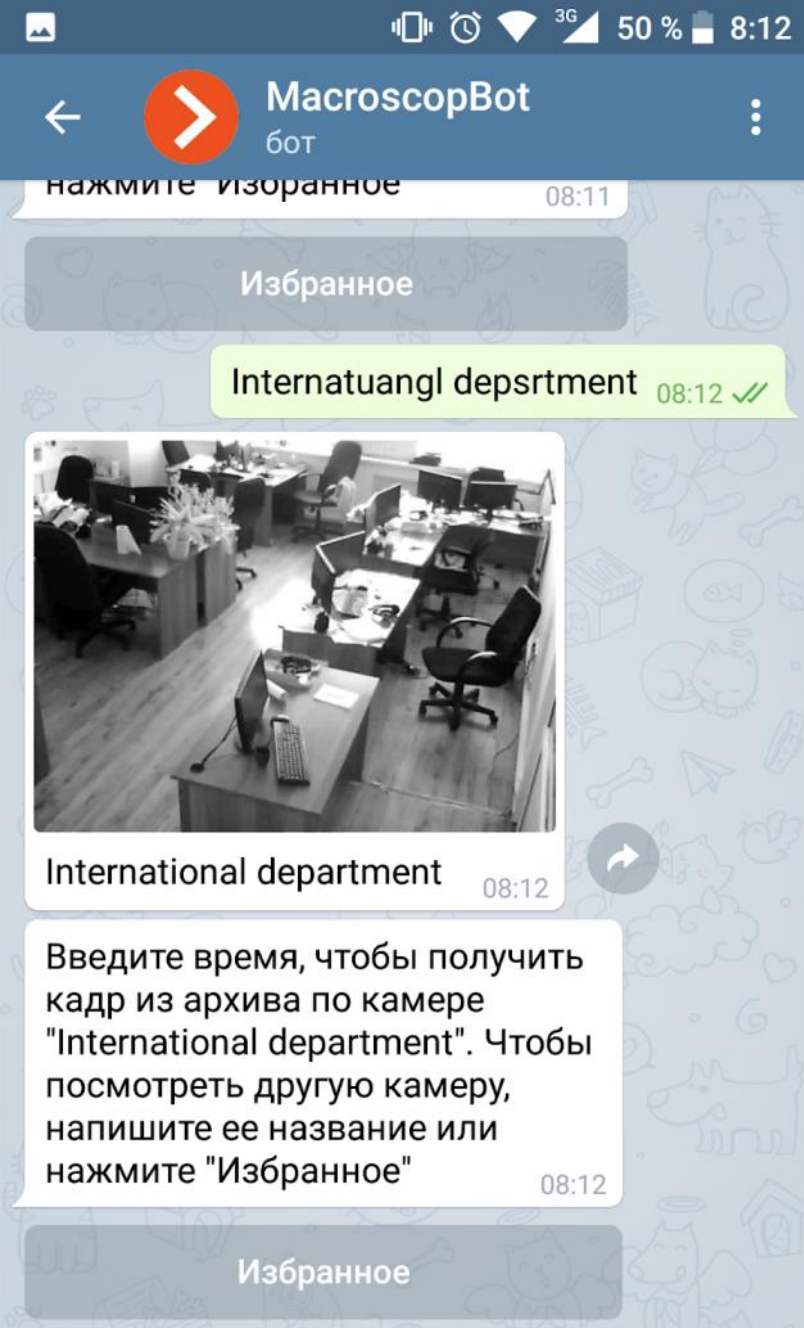 3G 50 % 8:12
MacroscopBot
бот
нажмите "Избранное"
08:11
Избранное
Internatuangl depsrtment 08:12
International department 08:12
Введите время, чтобы получить
кадр из архива по камере
"International department". Чтобы
посмотреть другую камеру,
напишите ее название или
нажмите "Избранное"
08:12
Избранное